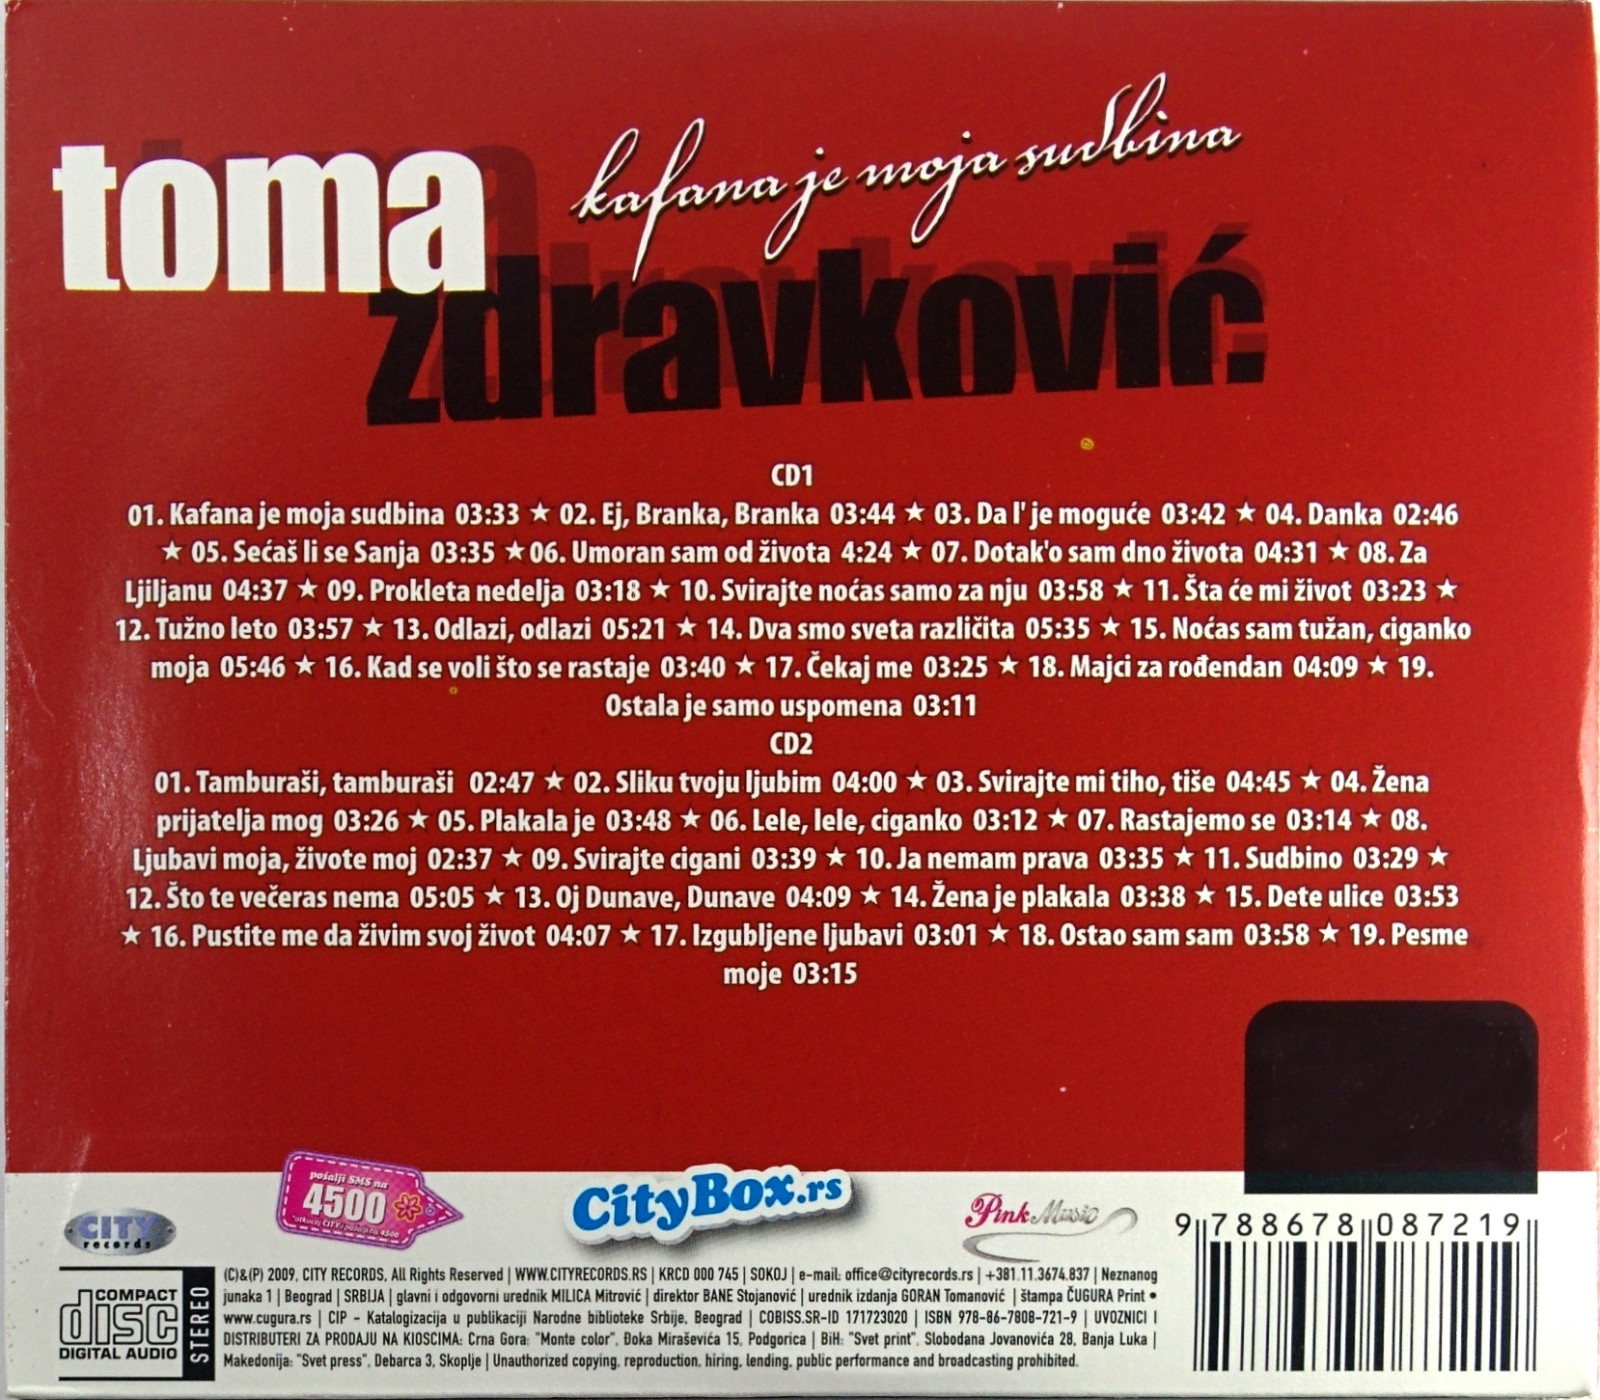 toma
kafana je moja sudbina
zdravković
CD1
01. Kafana je moja sudbina 03:33 ★ 02. Ej, Branka, Branka 03:44 ★ 03. Da l' je moguće 03:42 ★ 04. Danka 02:46
★ 05. Sećaš li se Sanja 03:35 ★06. Umoran sam od života 4:24 ★ 07. Dotak'o sam dno života 04:31 ★ 08. Za
Ljiljanu 04:37 ★ 09. Prokleta nedelja 03:18 ★ 10. Svirajte noćas samo za nju 03:58 ★ 11. Šta će mi život 03:23 ★
12. Tužno leto 03:57 ★ 13. Odlazi, odlazi 05:21 ★ 14. Dva smo sveta različita 05:35 ★ 15. Noćas sam tužan, ciganko
moja 05:46 ★ 16. Kad se voli što se rastaje 03:40 ★ 17. Čekaj me 03:25 ★ 18. Majci za rođendan 04:09 ★ 19.
Ostala je samo uspomena 03:11
CD2
01. Tamburaši, tamburaši 02:47 ★ 02. Sliku tvoju ljubim 04:00 ★ 03. Svirajte mi tiho, tiše 04:45 ★ 04. Žena
prijatelja mog 03:26 ★ 05. Plakala je 03:48 ★ 06. Lele, lele, ciganko 03:12 ★ 07. Rastajemo se 03:14 ★ 08.
Ljubavi moja, živote moj 02:37 ★ 09. Svirajte cigani 03:39 ★ 10. Ja nemam prava 03:35 ★ 11. Sudbino 03:29 ★
12. Što te večeras nema 05:05 ★ 13. Oj Dunave, Dunave 04:09 ★ 14. Žena je plakala 03:38 ★ 15. Dete ulice 03:53
★ 16. Pustite me da živim svoj život 04:07 ★ 17. Izgubljene ljubavi 03:01 ★ 18. Ostao sam sam 03:58 ★ 19. Pesme
moje 03:15
CITY
records
pošalji SMS na
4500
CityBox.rs
Pink Music
9 788678 087219
COMPACT
disc
DIGITAL AUDIO
STEREO
(C)&(P) 2009, CITY RECORDS, All Rights Reserved | WWW.CITYRECORDS.RS | KRCD 000 745 | SOKOJ | e-mail: office@cityrecords.rs | +381.11.3674.837 | Neznanog
junaka 1 | Beograd | SRBIJA | glavni i odgovorni urednik MILICA Mitrović | direktor BANE Stojanović | urednik izdanja GORAN Tomanović | štampa ČUGURA Print •
www.cugura.rs | CIP - Katalogizacija u publikaciji Narodne biblioteke Srbije, Beograd | COBISS.SR-ID 171723020 | ISBN 978-86-7808-721-9 | UVOZNICI I
DISTRIBUTERI ZA PRODAJU NA KIOSCIMA: Crna Gora: "Monte color", Đoka Miraševića 15, Podgorica | BiH: "Svet print", Slobodana Jovanovića 28, Banja Luka |
Makedonija: "Svet press", Debarca 3, Skoplje | Unauthorized copying, reproduction, hiring, lending, public performance and broadcasting prohibited.